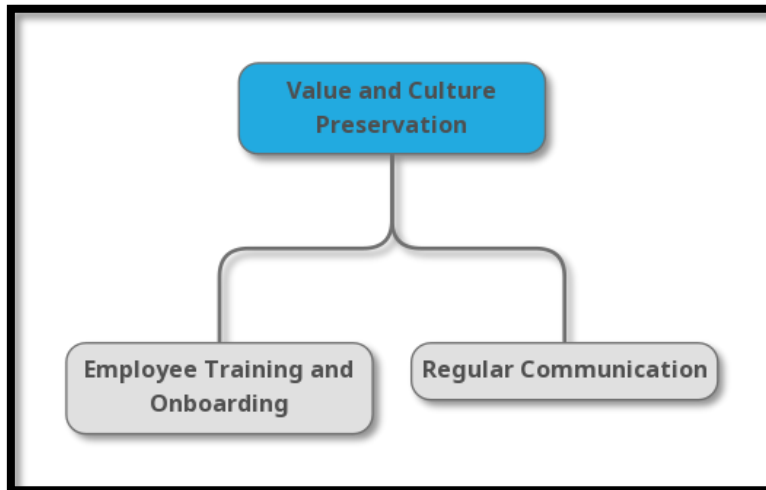 Value and Culture
Preservation
Employee Training and
Onboarding
Regular Communication